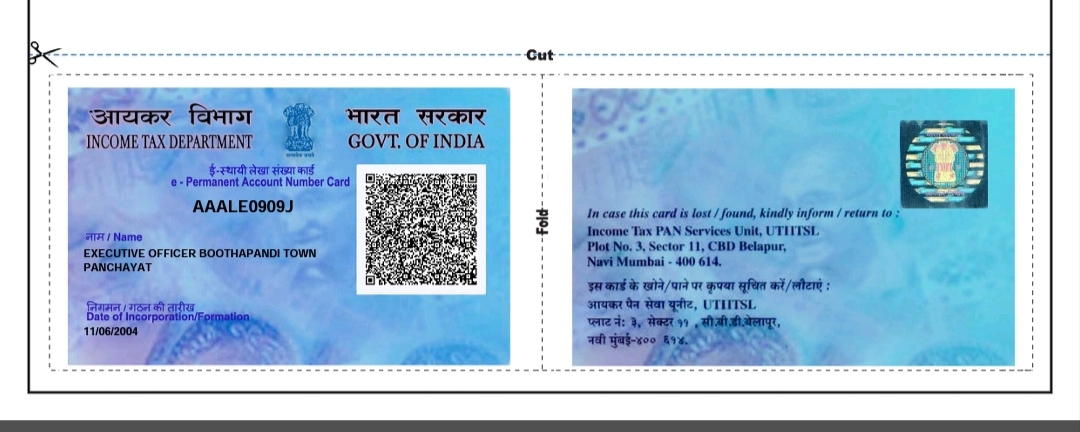 Cut
आयकर विभाग
INCOME TAX DEPARTMENT
सत्यमेव जयते
भारत सरकार
GOVT. OF INDIA
ई-स्थायी लेखा संख्या कार्ड
e - Permanent Account Number Card
AAALE0909J
नाम / Name
EXECUTIVE OFFICER BOOTHAPANDI TOWN
PANCHAYAT
निगमन / गठन की तारीख
Date of Incorporation/Formation
11/06/2004
Fold
In case this card is lost / found, kindly inform / return to :
Income Tax PAN Services Unit, UTIITSL
Plot No. 3, Sector 11, CBD Belapur,
Navi Mumbai - 400 614.
इस कार्ड के खोने/पाने पर कृपया सूचित करें/लौटाएं :
आयकर पैन सेवा यूनीट, UTIITSL
प्लाट नं: ३, सेक्टर ११ , सी.बी.डी.बेलापूर,
नवी मुंबई-४०० ६१४.